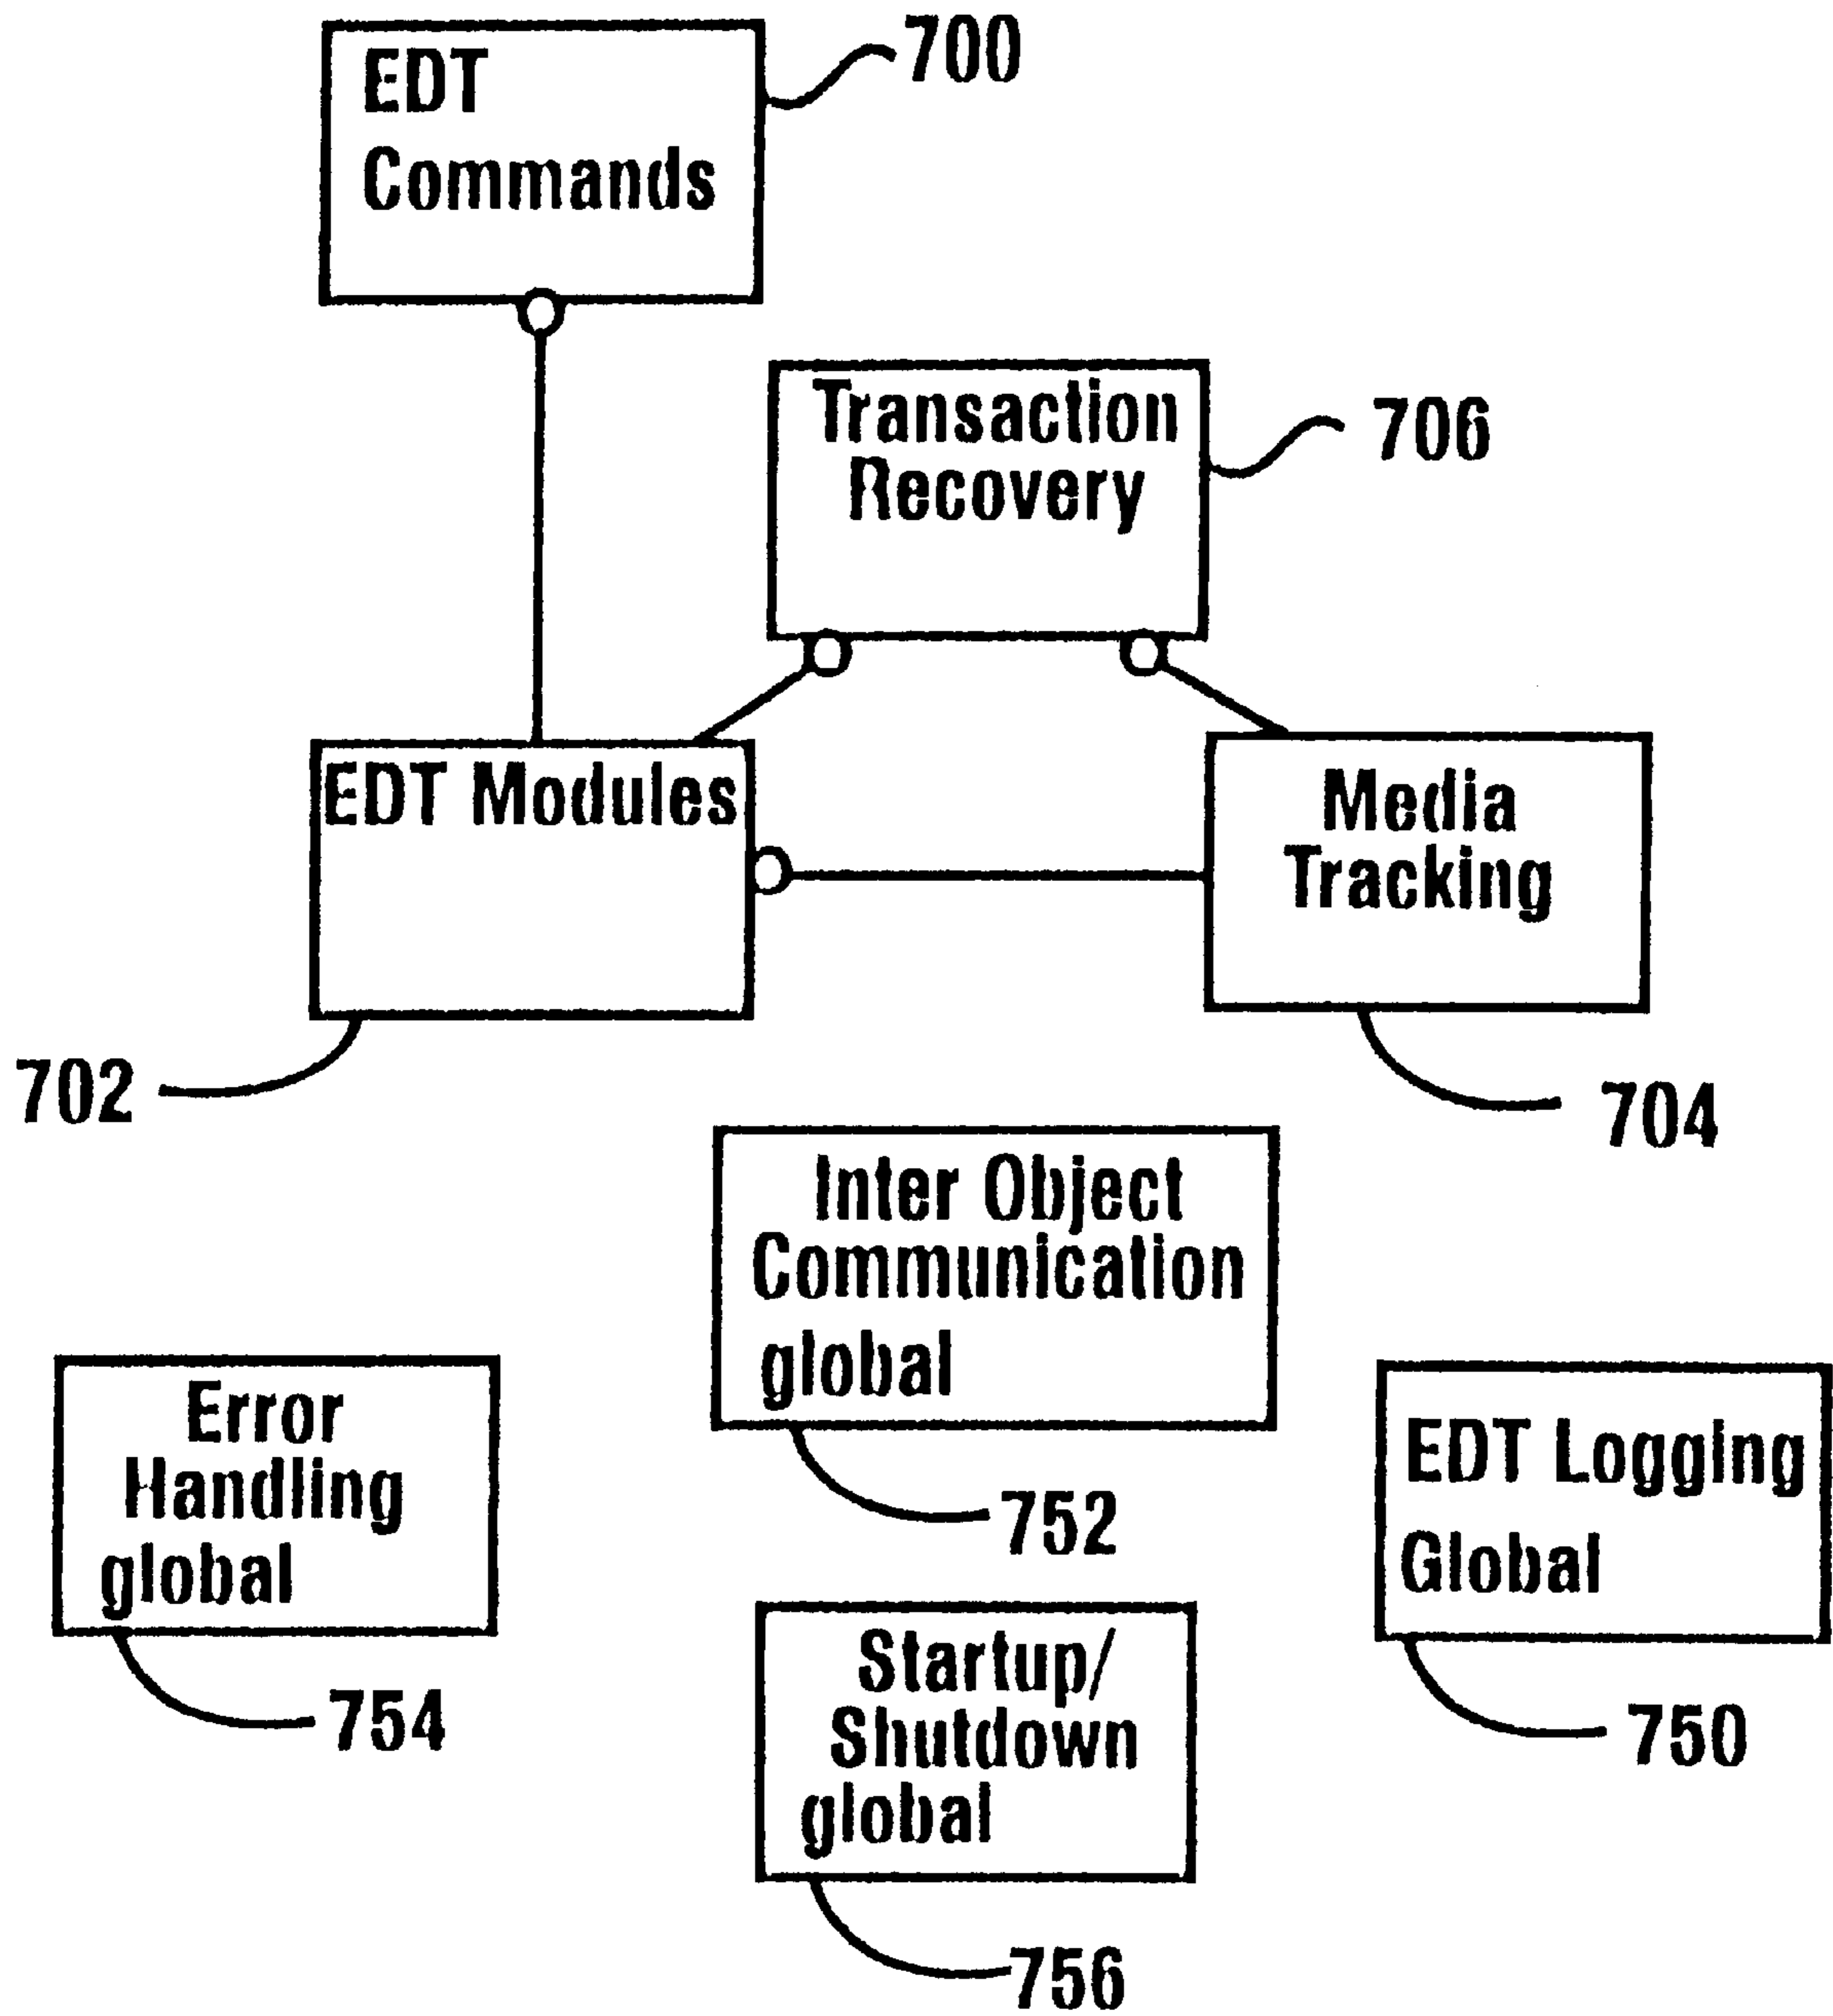 EDT
Commands
700
Transaction
Recovery
706
EDT Modules
702
Media
Tracking
704
Inter Object
Communication
global
752
Error
Handling
global
754
EDT Logging
Global
750
Startup/
Shutdown
global
756